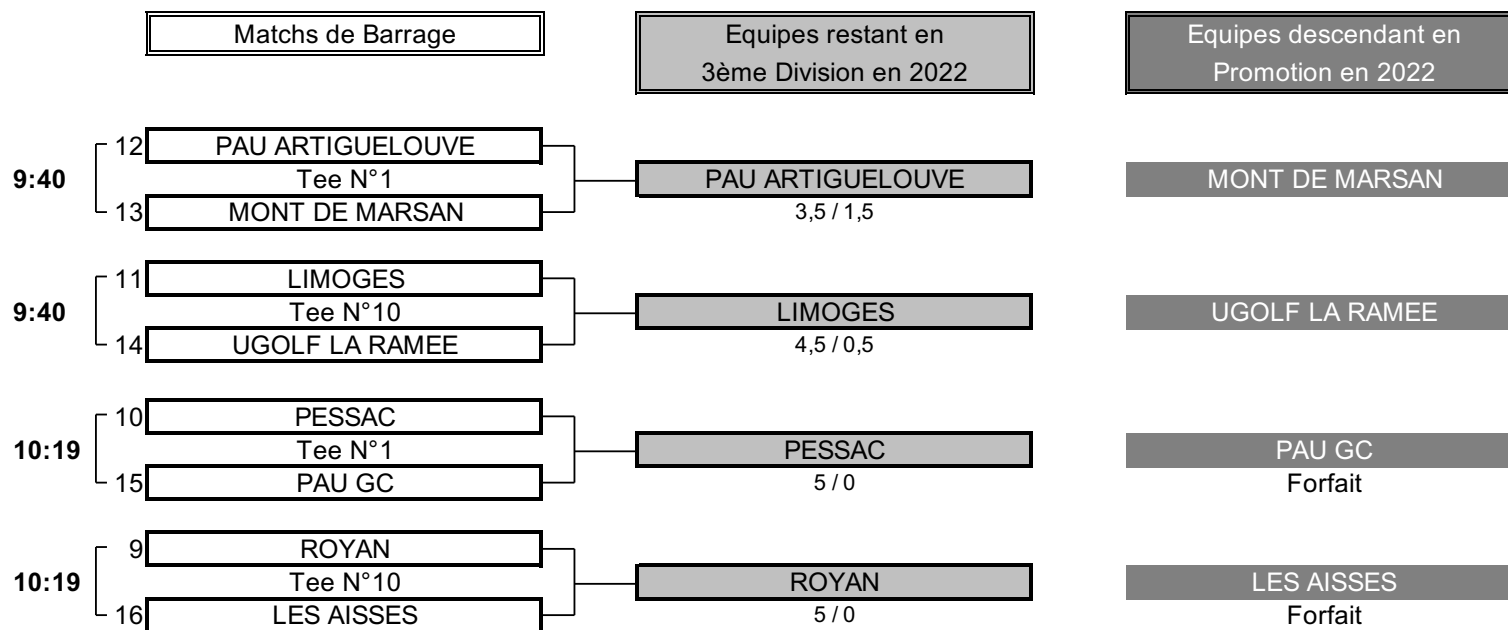 Matchs de Barrage
Equipes restant en
3ème Division en 2022
Equipes descendant en
Promotion en 2022
12 PAU ARTIGUELOUVE
9:40 Tee N°1 PAU ARTIGUELOUVE MONT DE MARSAN
13 MONT DE MARSAN 3,5 / 1,5
11 LIMOGES
9:40 Tee N°10 LIMOGES UGOLF LA RAMEE
14 UGOLF LA RAMEE 4,5 / 0,5
10 PESSAC
10:19 Tee N°1 PESSAC PAU GC
15 PAU GC 5 / 0 Forfait
9 ROYAN
10:19 Tee N°10 ROYAN LES AISSES
16 LES AISSES 5 / 0 Forfait